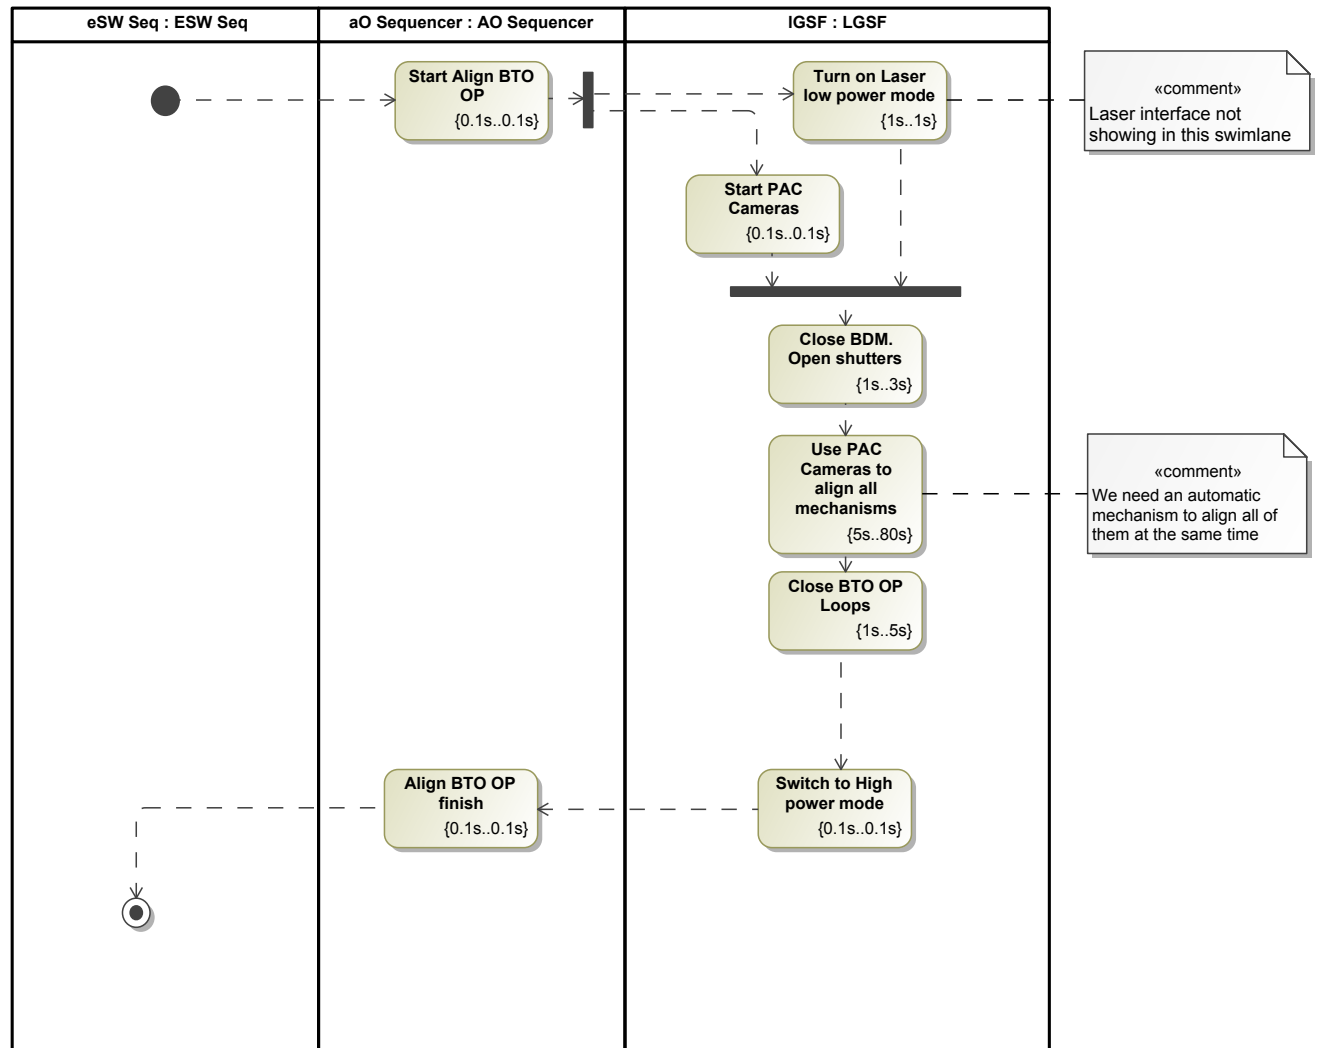 eSW Seq : ESW Seq
aO Sequencer : AO Sequencer
lGSF : LGSF
Start Align BTO
OP
{0.1s..0.1s}
Turn on Laser
low power mode
{1s..1s}
«comment»
Laser interface not
showing in this swimlane
Start PAC
Cameras
{0.1s..0.1s}
Close BDM.
Open shutters
{1s..3s}
Use PAC
Cameras to
align all
mechanisms
{5s..80s}
«comment»
We need an automatic
mechanism to align all of
them at the same time
Close BTO OP
Loops
{1s..5s}
Align BTO OP
finish
{0.1s..0.1s}
Switch to High
power mode
{0.1s..0.1s}